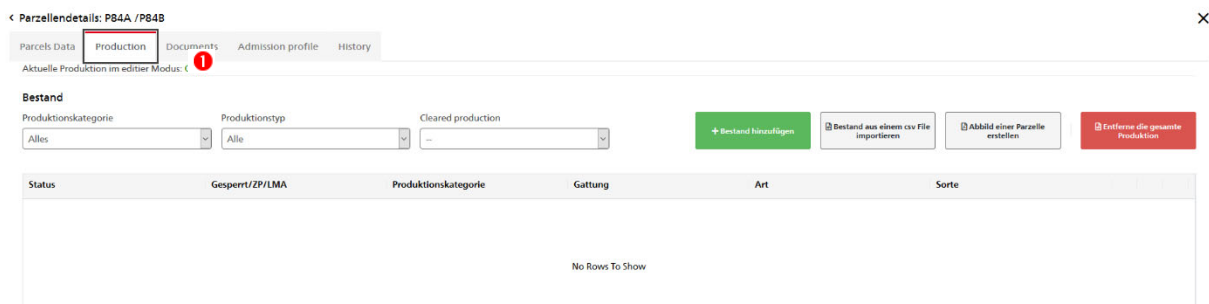 < Parzellendetails: P84A /P84B
Parcels Data Production Documents Admission profile History
1
Aktuelle Produktion im editier Modus:
Bestand
Produktionskategorie Produktionstyp Cleared production
Alles Alle --
+ Bestand hinzufügen
Bestand aus einem csv File
importieren
Abbild einer Parzelle
erstellen
Entferne die gesamte
Produktion
Status Gesperrt/ZP/LMA Produktionskategorie Gattung Art Sorte
No Rows To Show